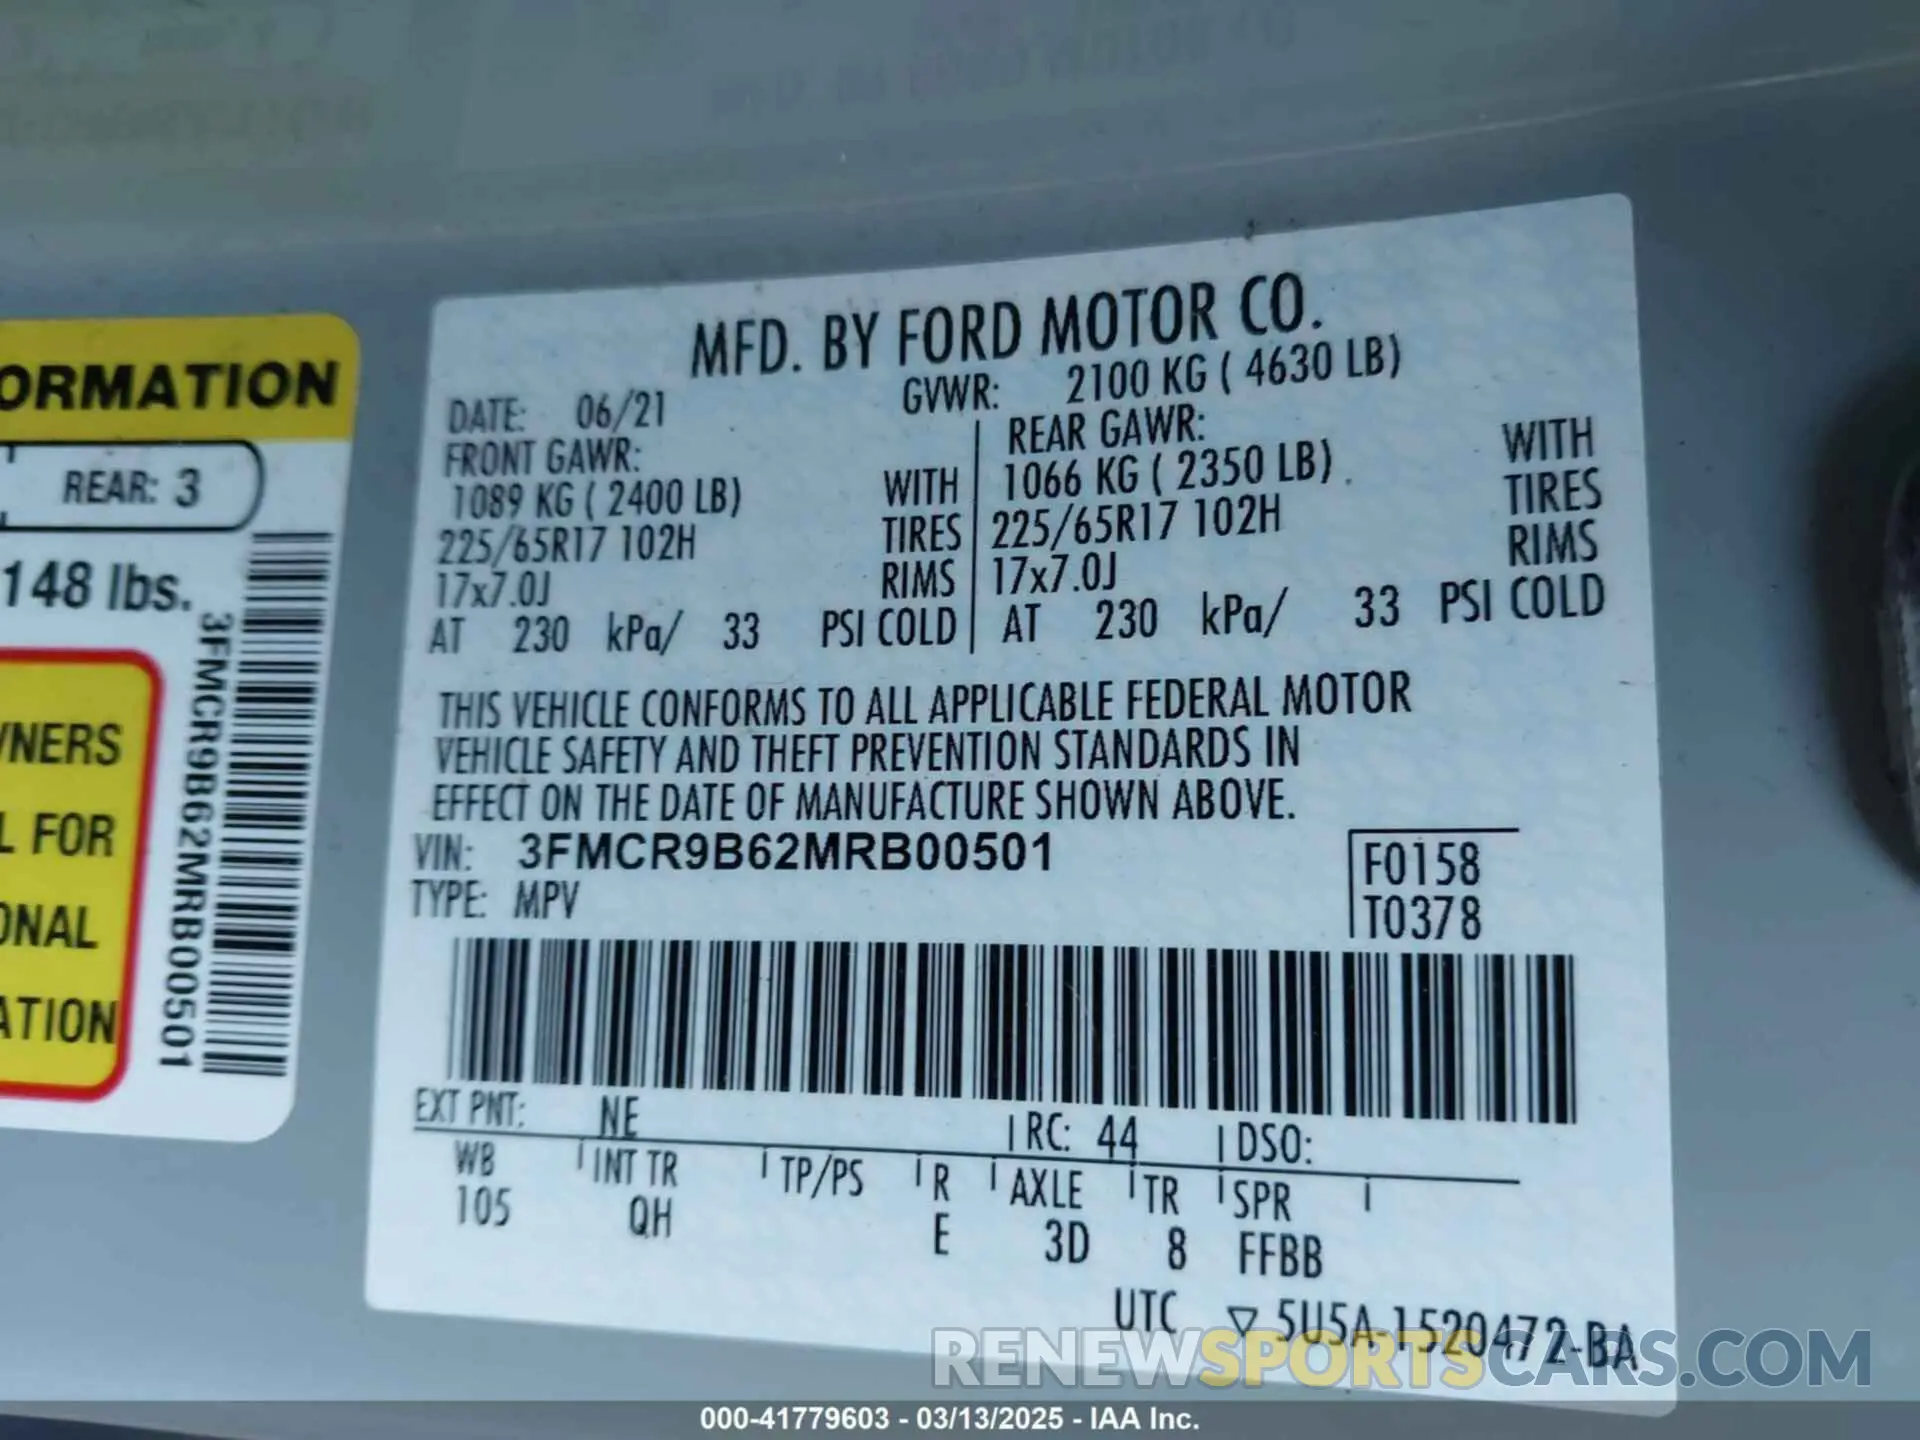 ORMATION
REAR: 3
148 lbs.
3FMCR9B62MRB00501
WNERS
L FOR
ONAL
ATION
MFD. BY FORD MOTOR CO.
DATE: 06/21 GVWR: 2100 KG ( 4630 LB)
FRONT GAWR: REAR GAWR:
1089 KG ( 2400 LB) WITH 1066 KG ( 2350 LB) WITH
225/65R17 102H TIRES 225/65R17 102H TIRES
17x7.0J RIMS 17x7.0J RIMS
AT 230 kPa/ 33 PSI COLD AT 230 kPa/ 33 PSI COLD
THIS VEHICLE CONFORMS TO ALL APPLICABLE FEDERAL MOTOR
VEHICLE SAFETY AND THEFT PREVENTION STANDARDS IN
EFFECT ON THE DATE OF MANUFACTURE SHOWN ABOVE.
VIN: 3FMCR9B62MRB00501
TYPE: MPV
F0158
T0378
EXT PNT: NE RC: 44 DSO:
WB INT TR TP/PS R AXLE TR SPR
105 QH E 3D 8 FFBB
UTC 5U5A-1520472-BA
RENEWSPORTSCARS.COM
000-41779603 - 03/13/2025 - IAA Inc.